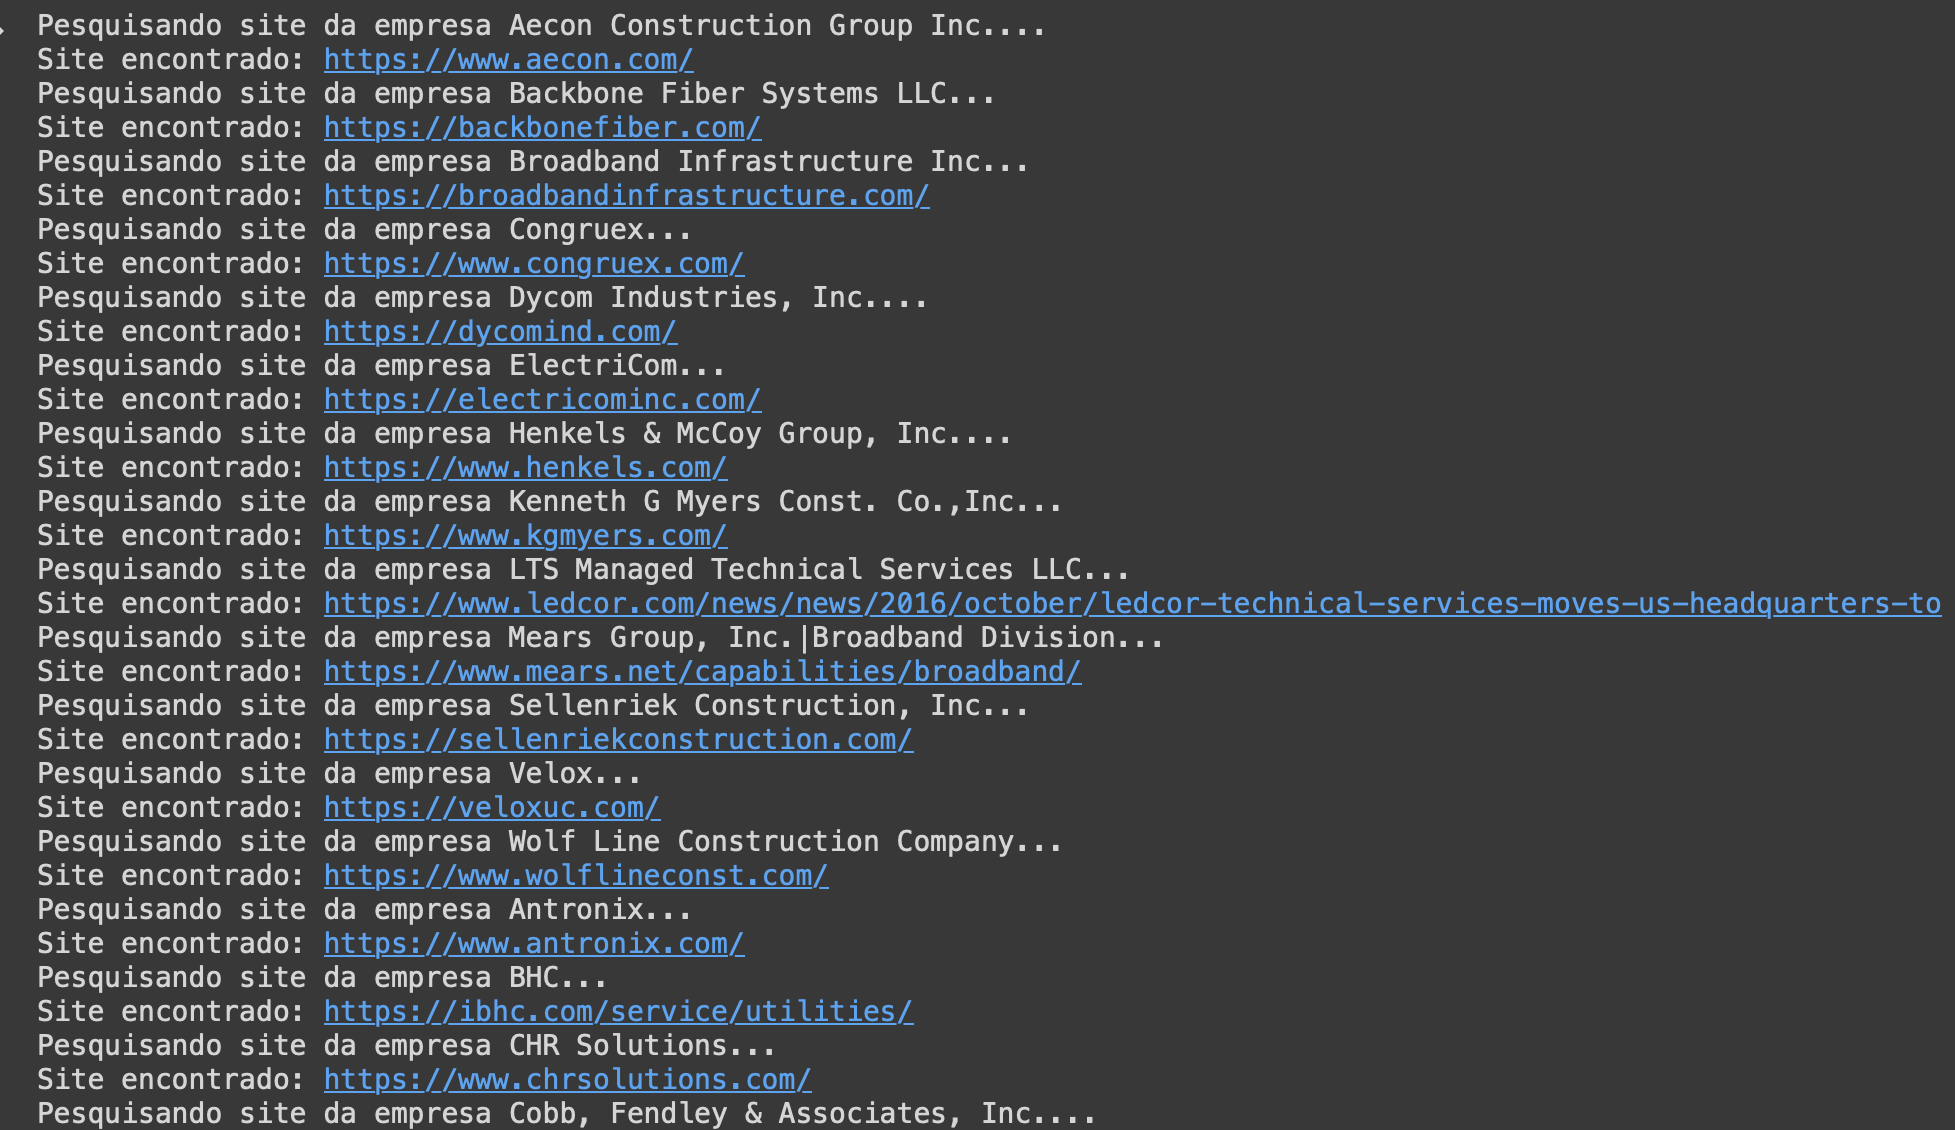 Pesquisando site da empresa Aecon Construction Group Inc....
Site encontrado: https://www.aecon.com/
Pesquisando site da empresa Backbone Fiber Systems LLC...
Site encontrado: https://backbonefiber.com/
Pesquisando site da empresa Broadband Infrastructure Inc...
Site encontrado: https://broadbandinfrastructure.com/
Pesquisando site da empresa Congruex...
Site encontrado: https://www.congruex.com/
Pesquisando site da empresa Dycom Industries, Inc....
Site encontrado: https://dycomind.com/
Pesquisando site da empresa ElectriCom...
Site encontrado: https://electricominc.com/
Pesquisando site da empresa Henkels & McCoy Group, Inc....
Site encontrado: https://www.henkels.com/
Pesquisando site da empresa Kenneth G Myers Const. Co.,Inc...
Site encontrado: https://www.kgmyers.com/
Pesquisando site da empresa LTS Managed Technical Services LLC...
Site encontrado: https://www.ledcor.com/news/news/2016/october/ledcor-technical-services-moves-us-headquarters-to
Pesquisando site da empresa Mears Group, Inc.|Broadband Division...
Site encontrado: https://www.mears.net/capabilities/broadband/
Pesquisando site da empresa Sellenriek Construction, Inc...
Site encontrado: https://sellenriekconstruction.com/
Pesquisando site da empresa Velox...
Site encontrado: https://veloxuc.com/
Pesquisando site da empresa Wolf Line Construction Company...
Site encontrado: https://www.wolflineconst.com/
Pesquisando site da empresa Antronix...
Site encontrado: https://www.antronix.com/
Pesquisando site da empresa BHC...
Site encontrado: https://ibhc.com/service/utilities/
Pesquisando site da empresa CHR Solutions...
Site encontrado: https://www.chrsolutions.com/
Pesquisando site da empresa Cobb, Fendley & Associates, Inc....